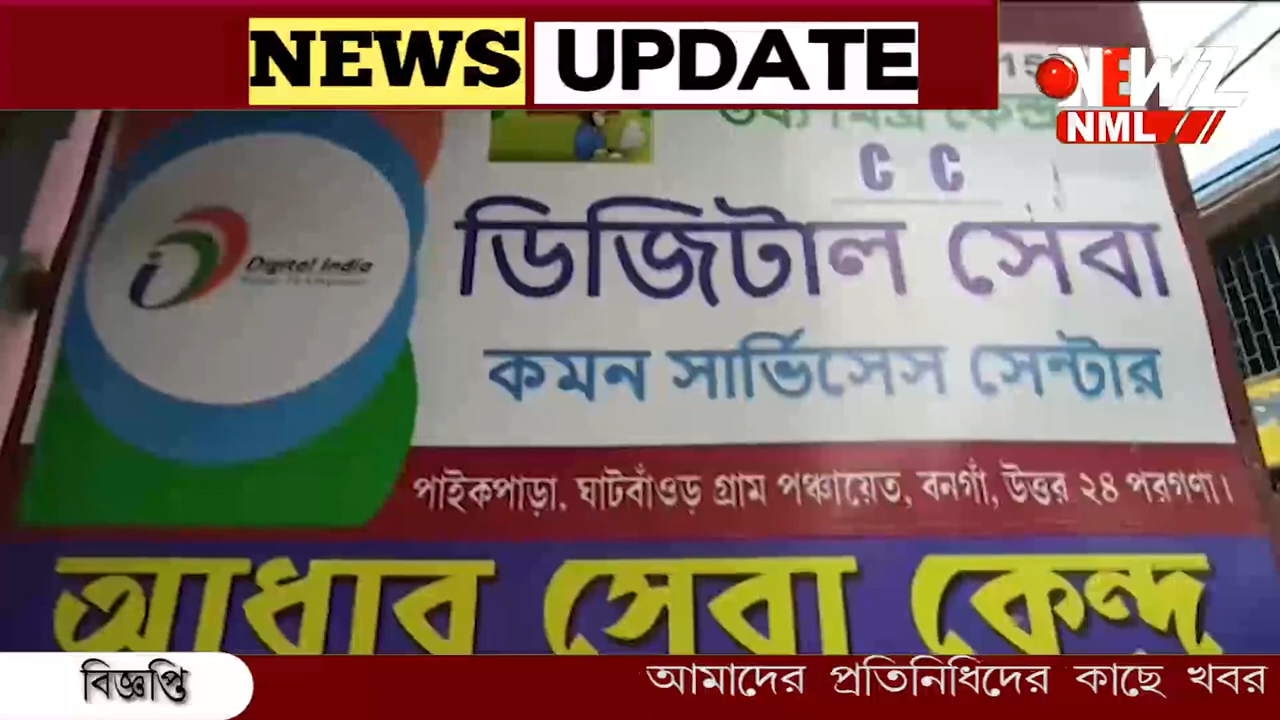 NEWS UPDATE
NEWZ
NML
তথ্য মিত্র কেন্দ্র
C C
ডিজিটাল সেবা
Digital India
কমন সার্ভিসেস সেন্টার
পাইকপাড়া, ঘাটবাঁওড় গ্রাম পঞ্চায়েত, বনগাঁ, উত্তর ২৪ পরগণা।
আধার সেবা কেন্দ্র
বিজ্ঞপ্তি
আমাদের প্রতিনিধিদের কাছে খবর